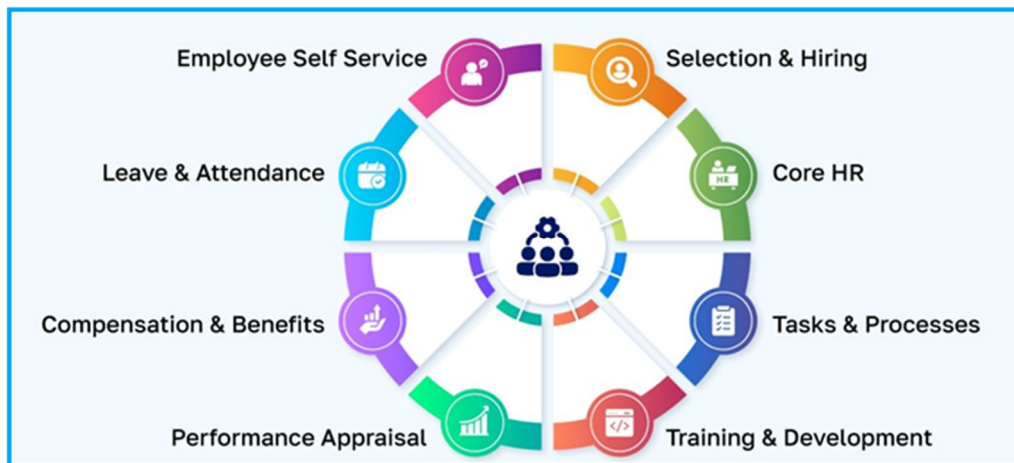 Employee Self Service
Selection & Hiring
Leave & Attendance
Core HR
HR
Compensation & Benefits
Tasks & Processes
</>
Performance Appraisal
Training & Development